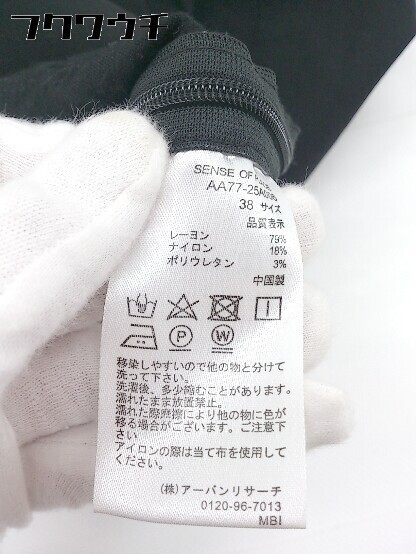 フクウウチ
SENSE OF
AA77-25A
38 サイズ
品質表示
レーヨン 79%
ナイロン 18%
ポリウレタン 3%
中国製
P W
移染しやすいので他の物と分けて
洗って下さい。
洗濯後、多少縮むことがあります。
濡れたまま放置禁止。
濡れた際摩擦により他の物に色が
移る場合がございます。ご注意下
さい
アイロンの際は当て布を使用して
ください。
(株)アーバンリサーチ
0120-96-7013
MBI